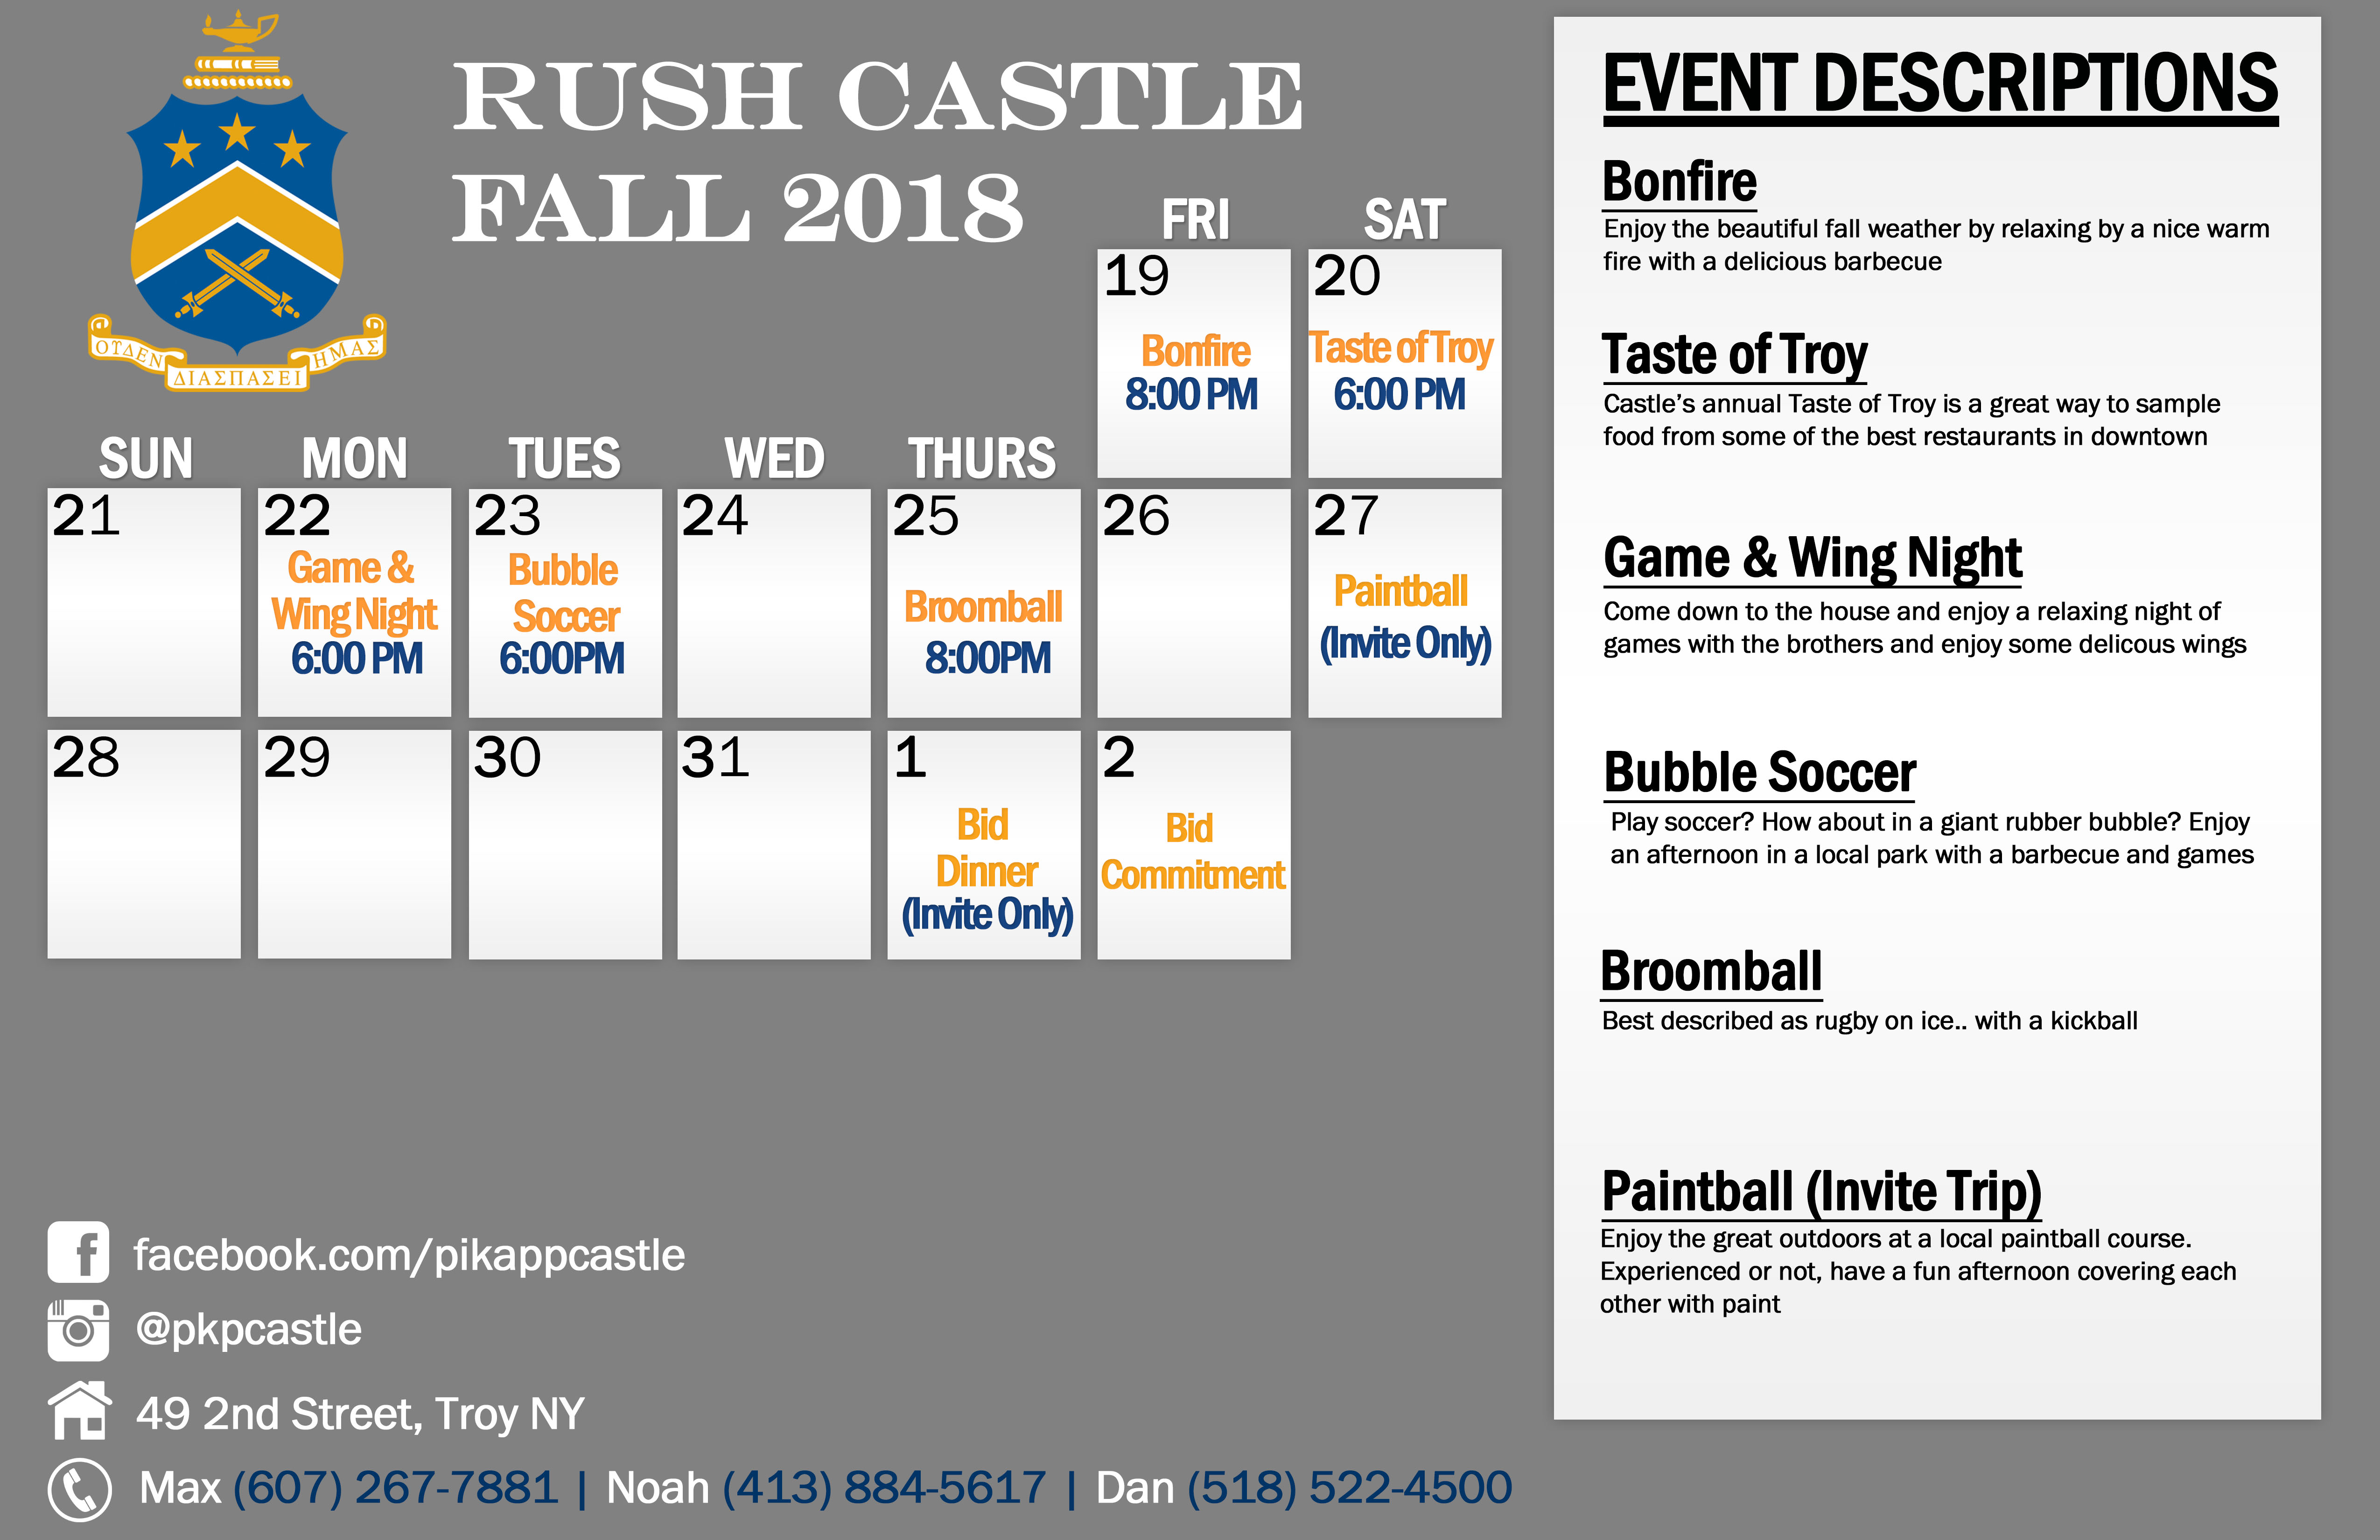 RUSH CASTLE
FALL 2018
ΟΥΔΕΝ ΔΙΑΣΠΑΣΕΙ ΗΜΑΣ
FRI SAT
19 20
Bonfire Taste of Troy
8:00 PM 6:00 PM
SUN MON TUES WED THURS
21 22 23 24 25 26 27
Game &
Wing Night
6:00 PM
Bubble
Soccer
6:00PM
Broomball
8:00PM
Paintball
(Invite Only)
28 29 30 31 1 2
Bid
Dinner
(Invite Only)
Bid
Commitment
facebook.com/pikappcastle
@pkpcastle
49 2nd Street, Troy NY
Max (607) 267-7881 | Noah (413) 884-5617 | Dan (518) 522-4500
EVENT DESCRIPTIONS
Bonfire
Enjoy the beautiful fall weather by relaxing by a nice warm
fire with a delicious barbecue
Taste of Troy
Castle's annual Taste of Troy is a great way to sample
food from some of the best restaurants in downtown
Game & Wing Night
Come down to the house and enjoy a relaxing night of
games with the brothers and enjoy some delicous wings
Bubble Soccer
Play soccer? How about in a giant rubber bubble? Enjoy
an afternoon in a local park with a barbecue and games
Broomball
Best described as rugby on ice.. with a kickball
Paintball (Invite Trip)
Enjoy the great outdoors at a local paintball course.
Experienced or not, have a fun afternoon covering each
other with paint